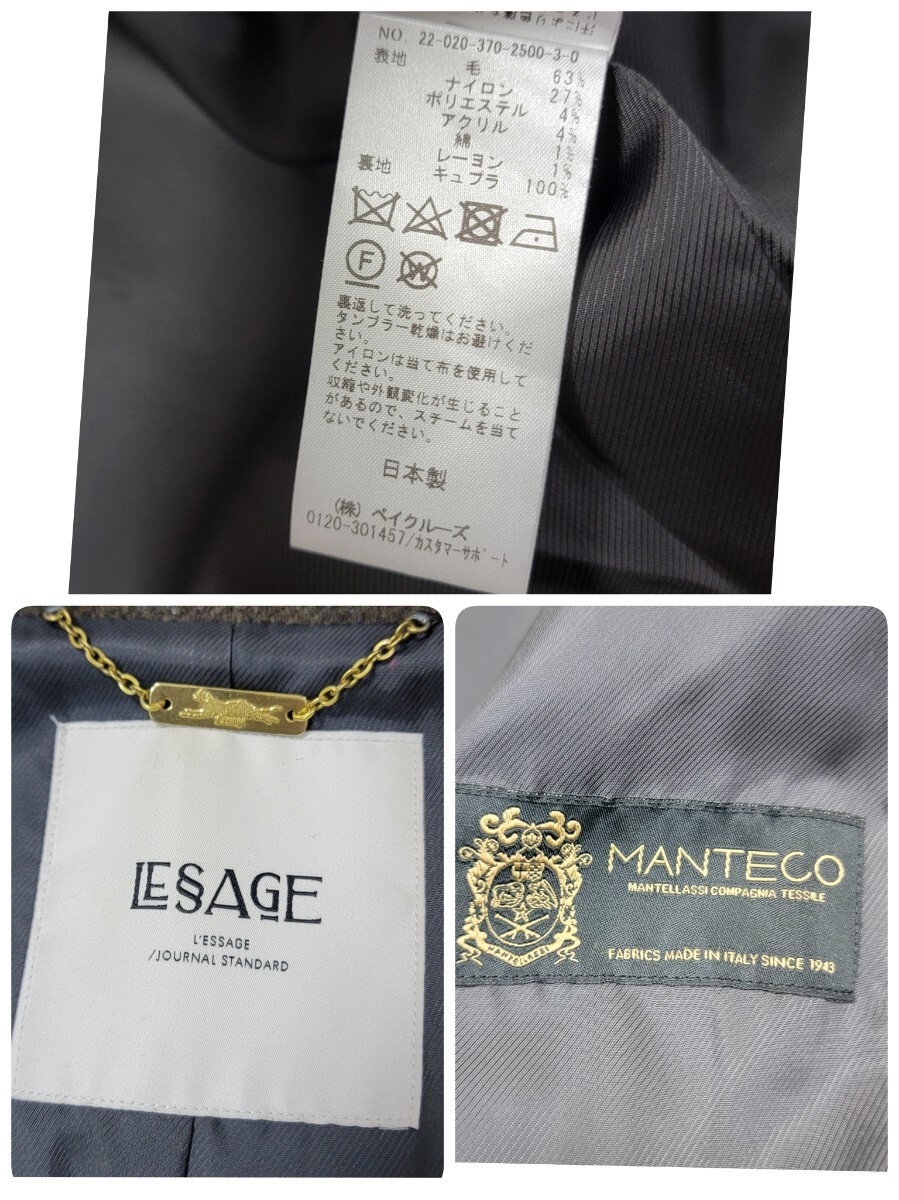 汗により色落
NO. 22-020-370-2500-3-0
表地 毛 63%
ナイロン 27%
ポリエステル 4%
アクリル 4%
綿 1%
レーヨン 1%
裏地 キュプラ 100%
F
W
裏返して洗ってください。
タンブラー乾燥はお避けくだ
さい。
アイロンは当て布を使用して
ください。
収縮や外観変化が生じること
があるので、スチームを当て
ないでください。
日本製
(株) ベイクルーズ
0120-301457/カスタマーサポート
LESSAGE
L'ESSAGE
/JOURNAL STANDARD
MANTECO
MANTELLASSI COMPAGNIA TESSILE
MANTELLASSI
FABRICS MADE IN ITALY SINCE 1943